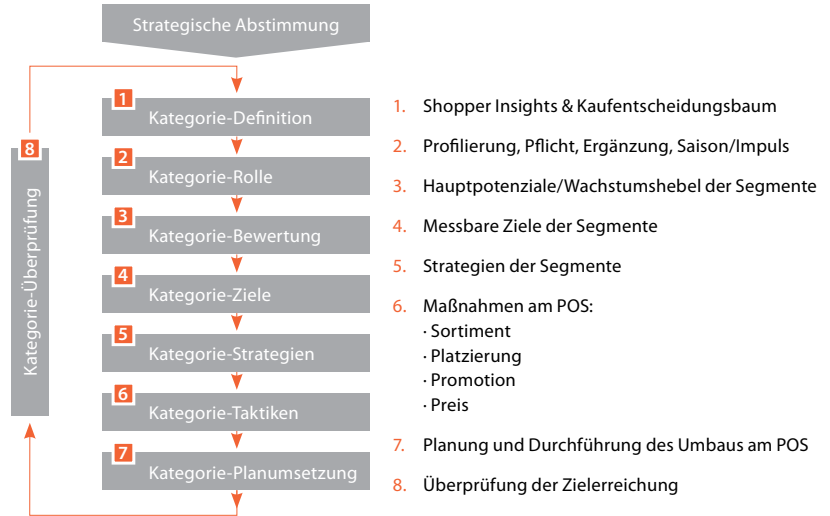 Strategische Abstimmung
1
Kategorie-Definition
2
Kategorie-Rolle
3
Kategorie-Bewertung
4
Kategorie-Ziele
5
Kategorie-Strategien
6
Kategorie-Taktiken
7
Kategorie-Planumsetzung
8
Kategorie-Überprüfung
1. Shopper Insights & Kaufentscheidungsbaum
2. Profilierung, Pflicht, Ergänzung, Saison/Impuls
3. Hauptpotenziale/Wachstumshebel der Segmente
4. Messbare Ziele der Segmente
5. Strategien der Segmente
6. Maßnahmen am POS:
· Sortiment
· Platzierung
· Promotion
· Preis
7. Planung und Durchführung des Umbaus am POS
8. Überprüfung der Zielerreichung